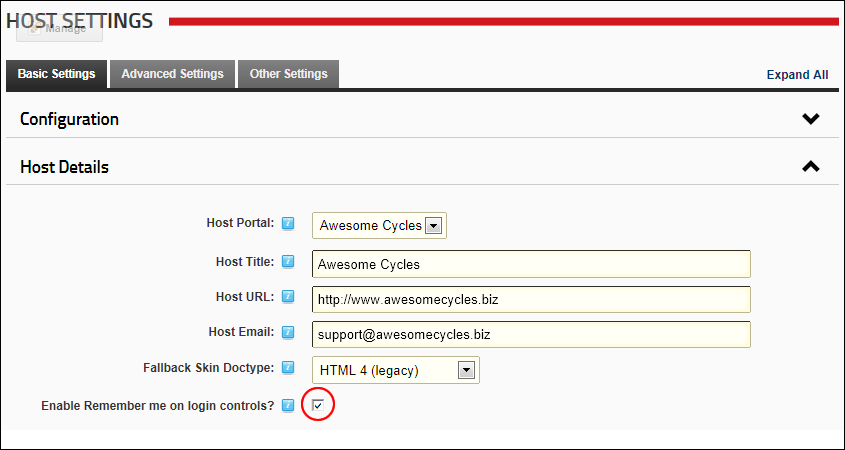 HOST SETTINGS
Manage
Basic Settings Advanced Settings Other Settings Expand All
Configuration
Host Details
Host Portal: Awesome Cycles
Host Title: Awesome Cycles
Host URL: http://www.awesomecycles.biz
Host Email: support@awesomecycles.biz
Fallback Skin Doctype: HTML 4 (legacy)
Enable Remember me on login controls?